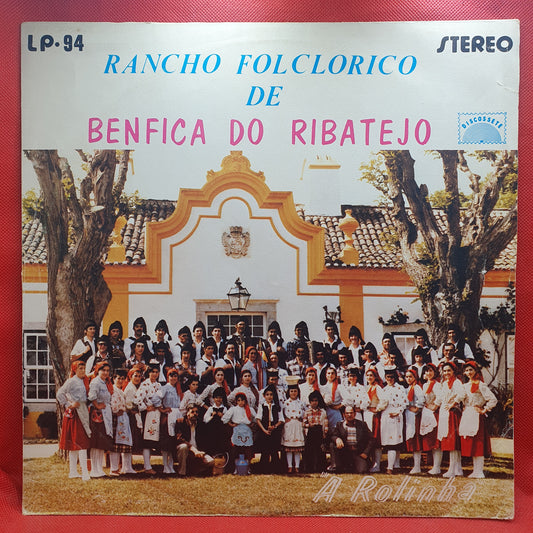 LP·94
STEREO
RANCHO FOLCLORICO
DE
BENFICA DO RIBATEJO
DISCOSSETE
A Rolinha